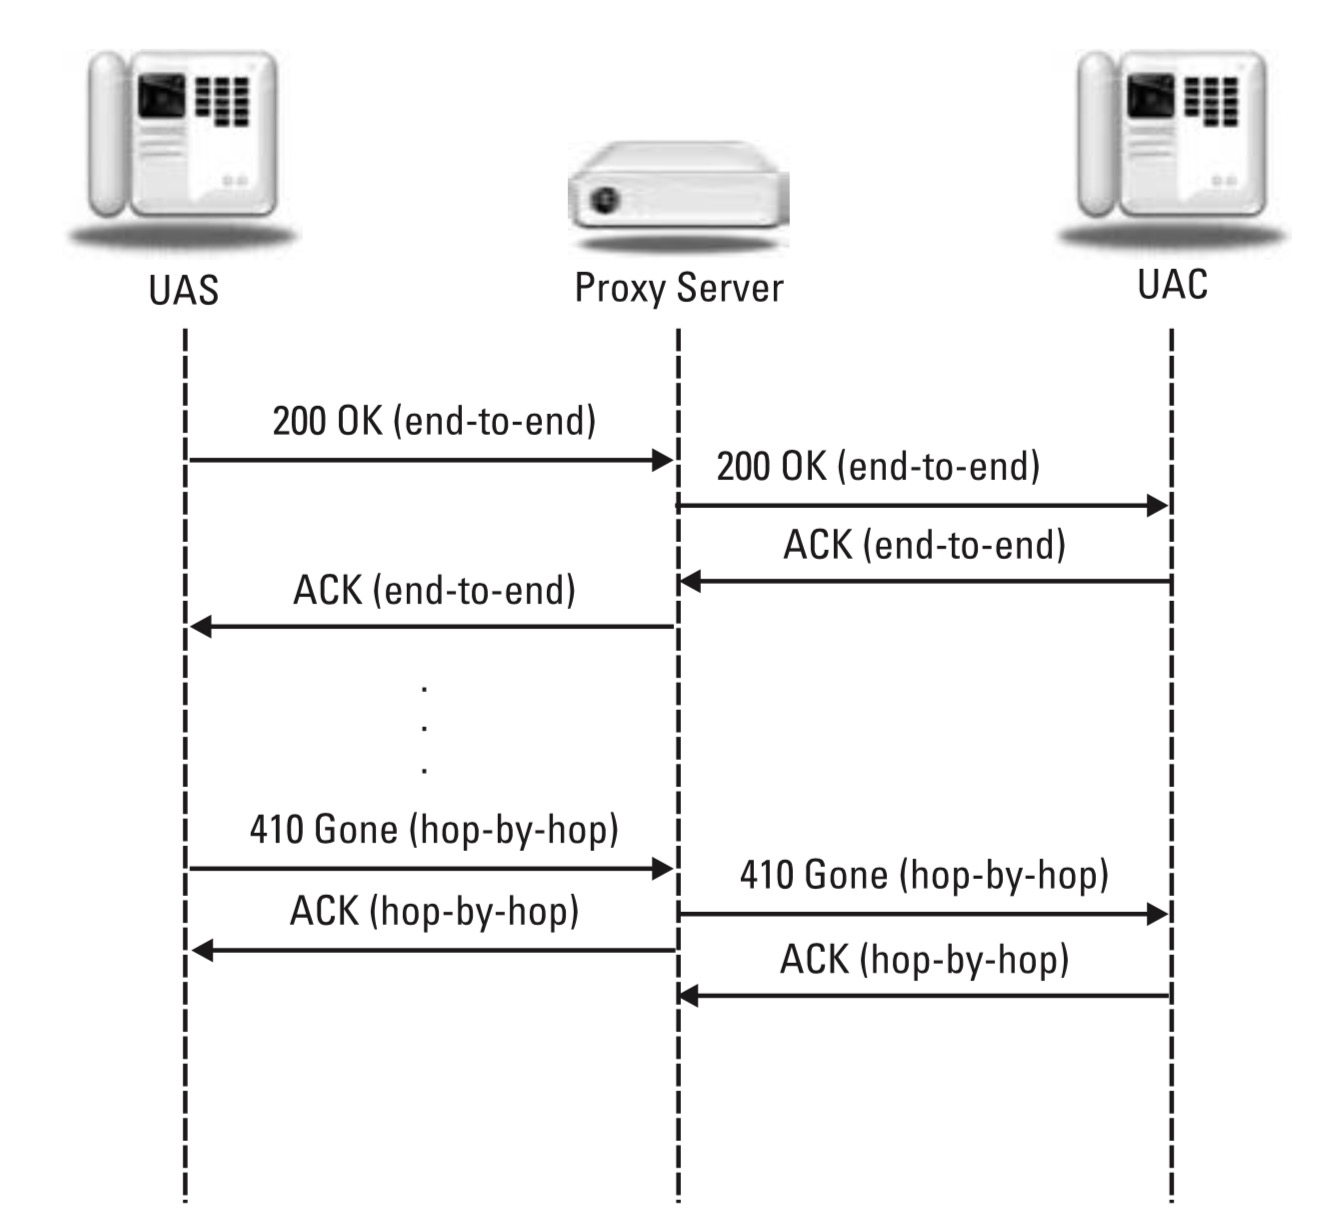 UAS
Proxy Server
UAC
200 OK (end-to-end)
200 OK (end-to-end)
ACK (end-to-end)
ACK (end-to-end)
.
.
.
410 Gone (hop-by-hop)
410 Gone (hop-by-hop)
ACK (hop-by-hop)
ACK (hop-by-hop)